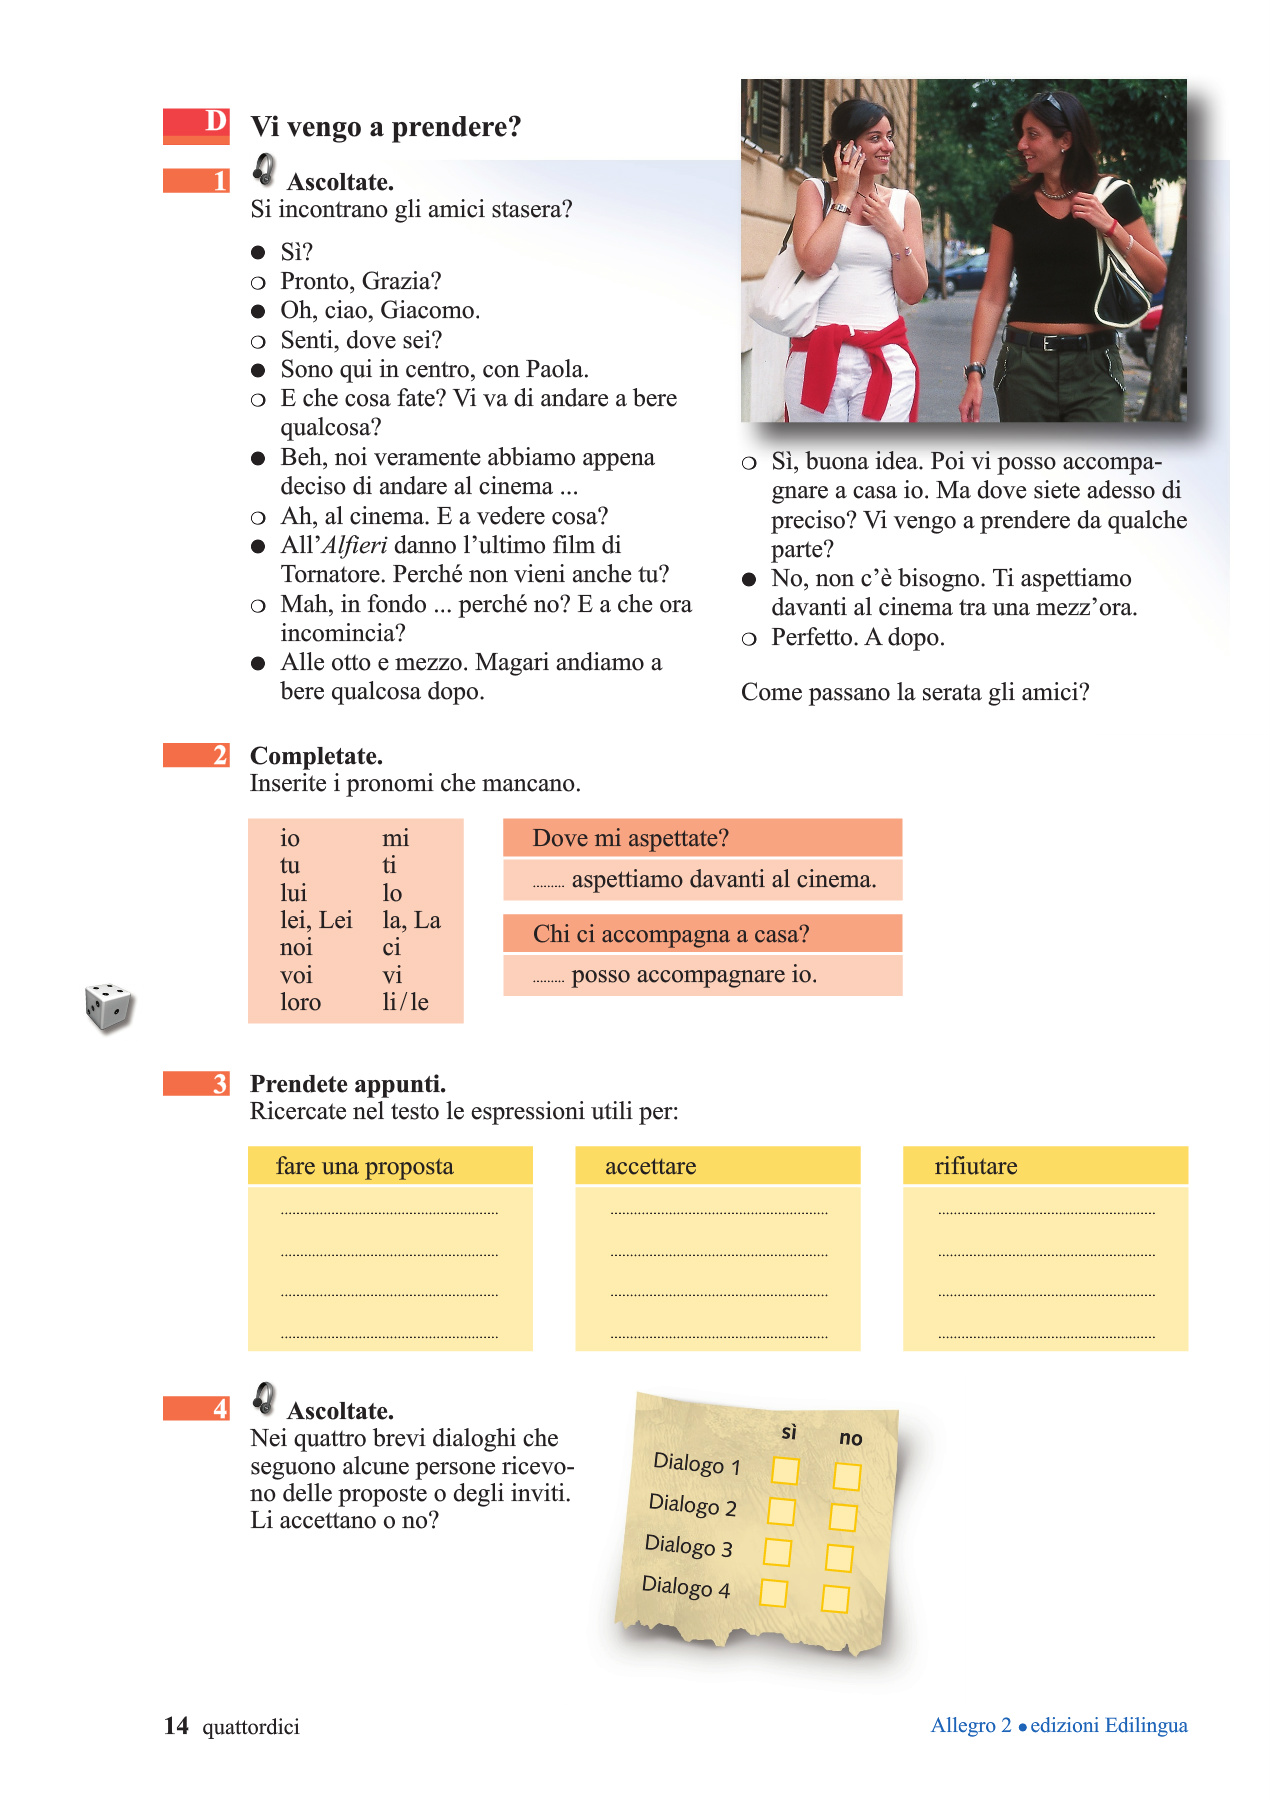 D
Vi vengo a prendere?
1
Ascoltate.
Si incontrano gli amici stasera?
● Sì?
❍ Pronto, Grazia?
● Oh, ciao, Giacomo.
❍ Senti, dove sei?
● Sono qui in centro, con Paola.
❍ E che cosa fate? Vi va di andare a bere
qualcosa?
● Beh, noi veramente abbiamo appena
deciso di andare al cinema ...
❍ Ah, al cinema. E a vedere cosa?
● All’Alfieri danno l’ultimo film di
Tornatore. Perché non vieni anche tu?
❍ Mah, in fondo ... perché no? E a che ora
incomincia?
● Alle otto e mezzo. Magari andiamo a
bere qualcosa dopo.
❍ Sì, buona idea. Poi vi posso accompa-
gnare a casa io. Ma dove siete adesso di
preciso? Vi vengo a prendere da qualche
parte?
● No, non c’è bisogno. Ti aspettiamo
davanti al cinema tra una mezz’ora.
❍ Perfetto. A dopo.
Come passano la serata gli amici?
2
Completate.
Inserite i pronomi che mancano.
io mi
tu ti
lui lo
lei, Lei la, La
noi ci
voi vi
loro li / le
Dove mi aspettate?
......... aspettiamo davanti al cinema.
Chi ci accompagna a casa?
......... posso accompagnare io.
3
Prendete appunti.
Ricercate nel testo le espressioni utili per:
fare una proposta
accettare
rifiutare
4
Ascoltate.
Nei quattro brevi dialoghi che
seguono alcune persone ricevo-
no delle proposte o degli inviti.
Li accettano o no?
sì no
Dialogo 1
Dialogo 2
Dialogo 3
Dialogo 4
14 quattordici
Allegro 2 ● edizioni Edilingua